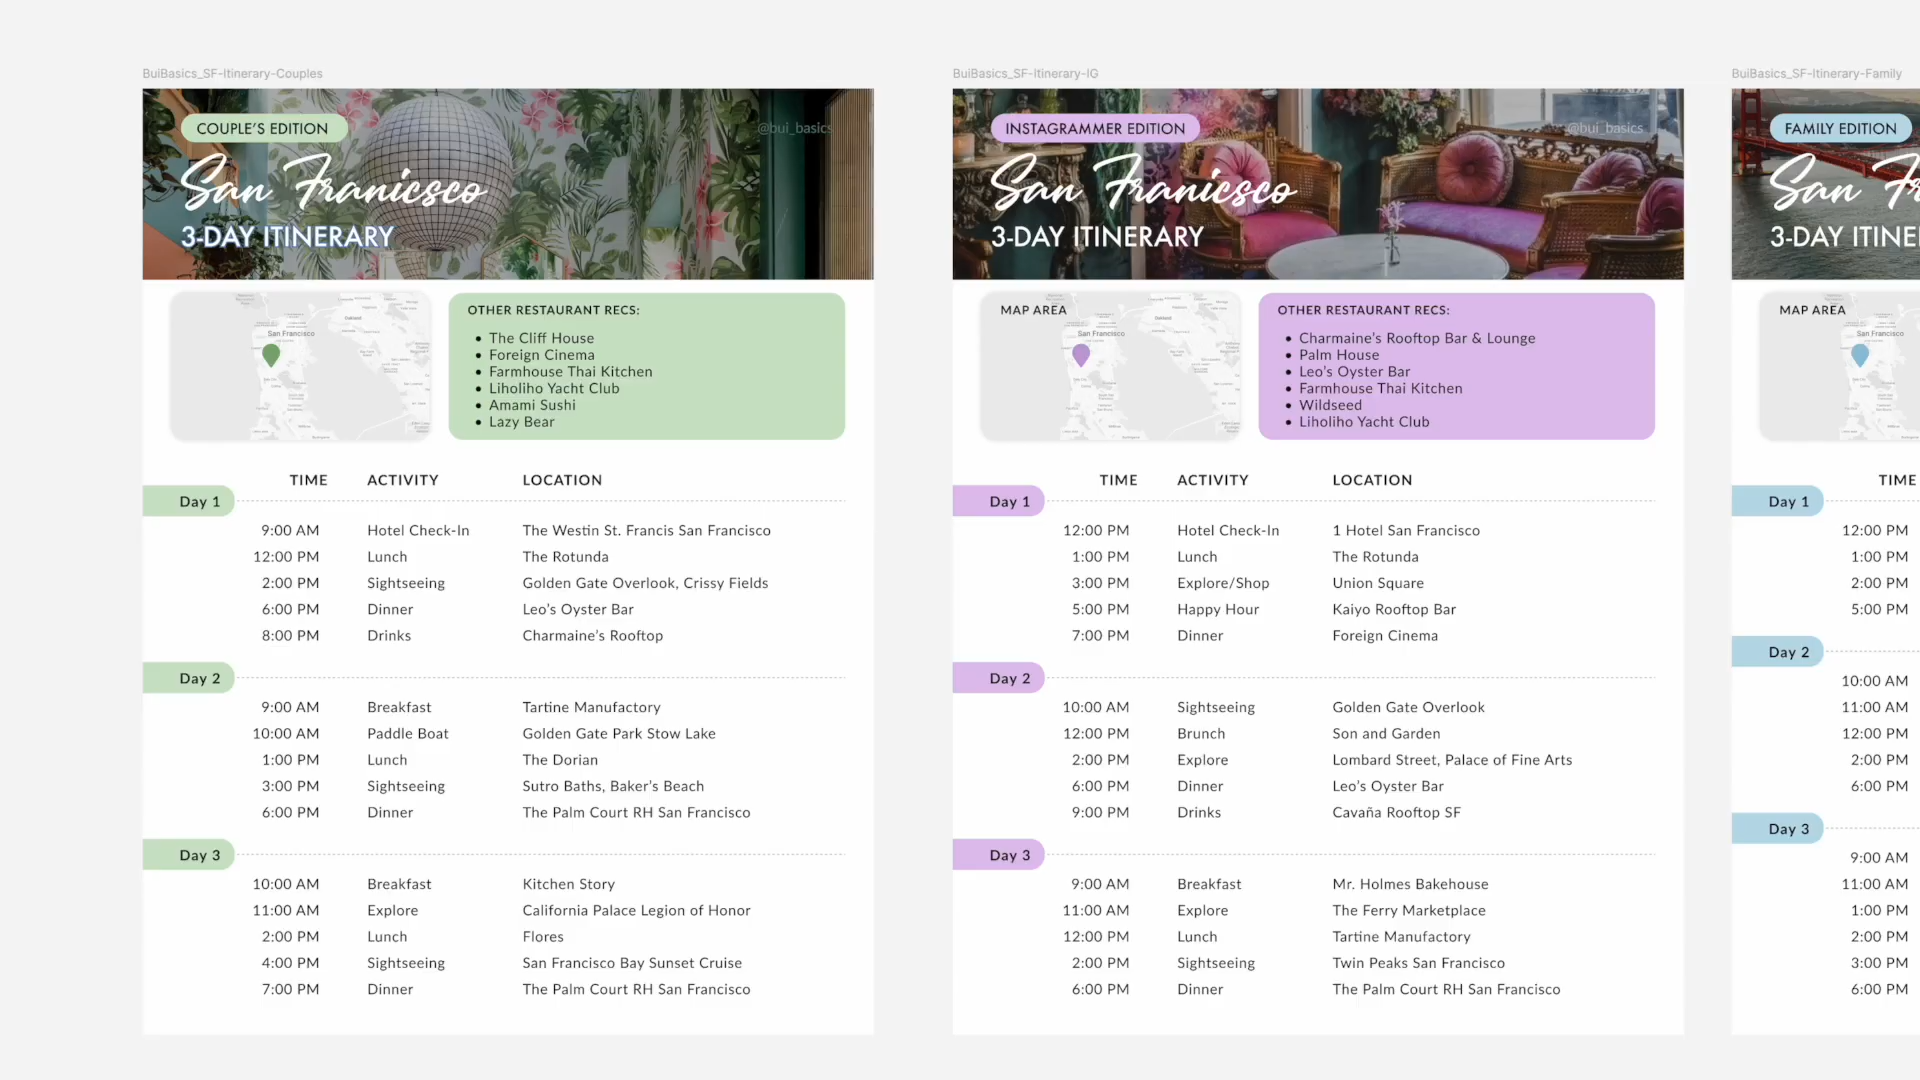 BuiBasics_SF-Itinerary-Couples
COUPLE'S EDITION
@bui_basics
San Franicsco
3-DAY ITINERARY
San Francisco
Oakland
OTHER RESTAURANT RECS:
• The Cliff House
• Foreign Cinema
• Farmhouse Thai Kitchen
• Liholiho Yacht Club
• Amami Sushi
• Lazy Bear
TIME ACTIVITY LOCATION
Day 1
9:00 AM Hotel Check-In The Westin St. Francis San Francisco
12:00 PM Lunch The Rotunda
2:00 PM Sightseeing Golden Gate Overlook, Crissy Fields
6:00 PM Dinner Leo's Oyster Bar
8:00 PM Drinks Charmaine's Rooftop
Day 2
9:00 AM Breakfast Tartine Manufactory
10:00 AM Paddle Boat Golden Gate Park Stow Lake
1:00 PM Lunch The Dorian
3:00 PM Sightseeing Sutro Baths, Baker's Beach
6:00 PM Dinner The Palm Court RH San Francisco
Day 3
10:00 AM Breakfast Kitchen Story
11:00 AM Explore California Palace Legion of Honor
2:00 PM Lunch Flores
4:00 PM Sightseeing San Francisco Bay Sunset Cruise
7:00 PM Dinner The Palm Court RH San Francisco
BuiBasics_SF-Itinerary-IG
INSTAGRAMMER EDITION
@bui_basics
San Franicsco
3-DAY ITINERARY
MAP AREA
San Francisco
Oakland
OTHER RESTAURANT RECS:
• Charmaine's Rooftop Bar & Lounge
• Palm House
• Leo's Oyster Bar
• Farmhouse Thai Kitchen
• Wildseed
• Liholiho Yacht Club
TIME ACTIVITY LOCATION
Day 1
12:00 PM Hotel Check-In 1 Hotel San Francisco
1:00 PM Lunch The Rotunda
3:00 PM Explore/Shop Union Square
5:00 PM Happy Hour Kaiyo Rooftop Bar
7:00 PM Dinner Foreign Cinema
Day 2
10:00 AM Sightseeing Golden Gate Overlook
12:00 PM Brunch Son and Garden
2:00 PM Explore Lombard Street, Palace of Fine Arts
6:00 PM Dinner Leo's Oyster Bar
9:00 PM Drinks Cavaña Rooftop SF
Day 3
9:00 AM Breakfast Mr. Holmes Bakehouse
11:00 AM Explore The Ferry Marketplace
12:00 PM Lunch Tartine Manufactory
2:00 PM Sightseeing Twin Peaks San Francisco
6:00 PM Dinner The Palm Court RH San Francisco
BuiBasics_SF-Itinerary-Family
FAMILY EDITION
San Fr
3-DAY ITINE
MAP AREA
San Francisco
TIME
Day 1
12:00 PM
1:00 PM
2:00 PM
5:00 PM
Day 2
10:00 AM
11:00 AM
12:00 PM
2:00 PM
6:00 PM
Day 3
9:00 AM
11:00 AM
1:00 PM
2:00 PM
3:00 PM
6:00 PM